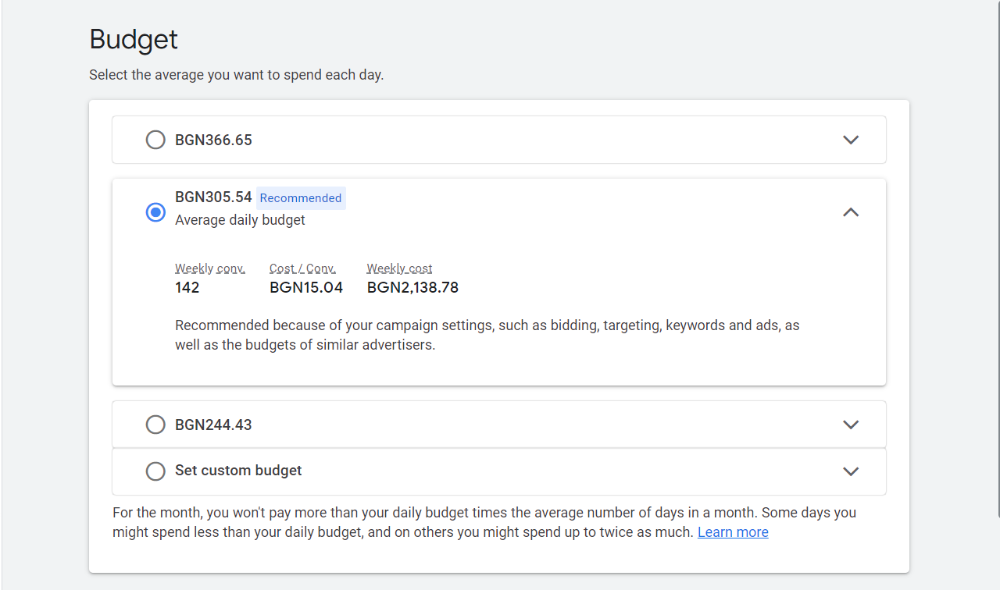 Budget
Select the average you want to spend each day.
BGN366.65
BGN305.54 Recommended
Average daily budget
Weekly conv. Cost / Conv. Weekly cost
142 BGN15.04 BGN2,138.78
Recommended because of your campaign settings, such as bidding, targeting, keywords and ads, as
well as the budgets of similar advertisers.
BGN244.43
Set custom budget
For the month, you won't pay more than your daily budget times the average number of days in a month. Some days you
might spend less than your daily budget, and on others you might spend up to twice as much. Learn more